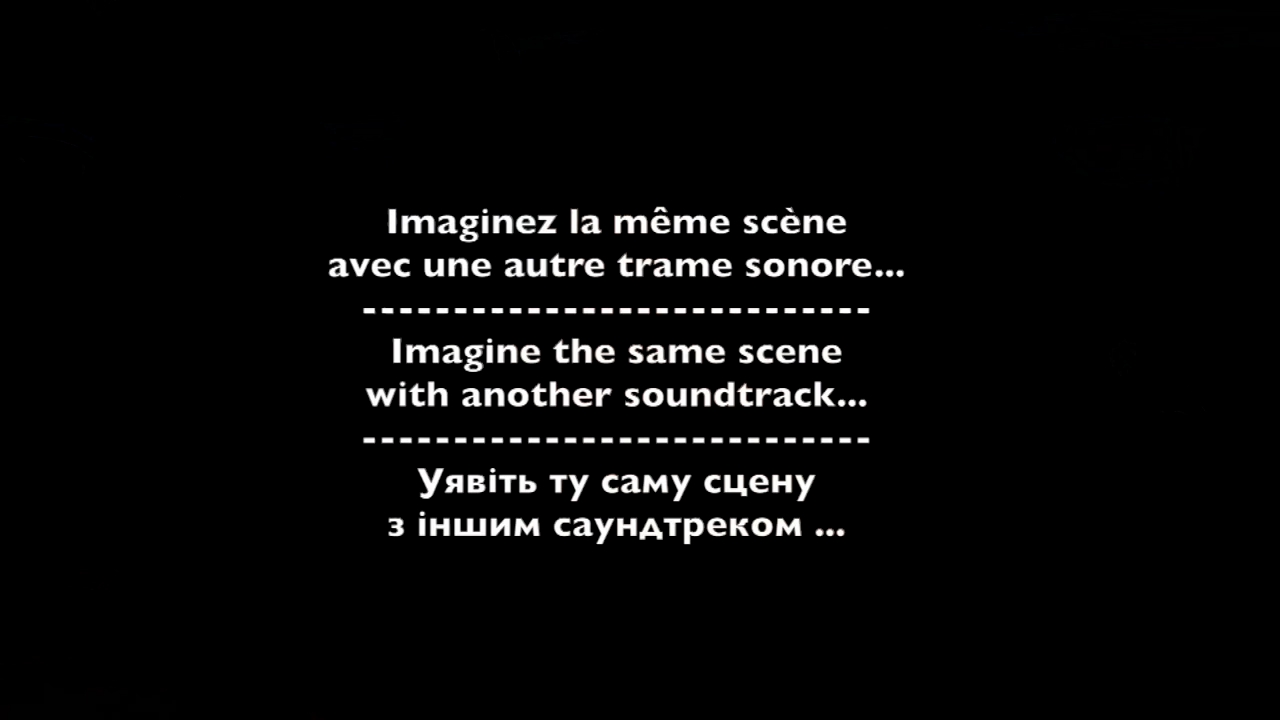 Imaginez la même scène
avec une autre trame sonore...
----------------------------
Imagine the same scene
with another soundtrack...
----------------------------
Уявіть ту саму сцену
з іншим саундтреком ...